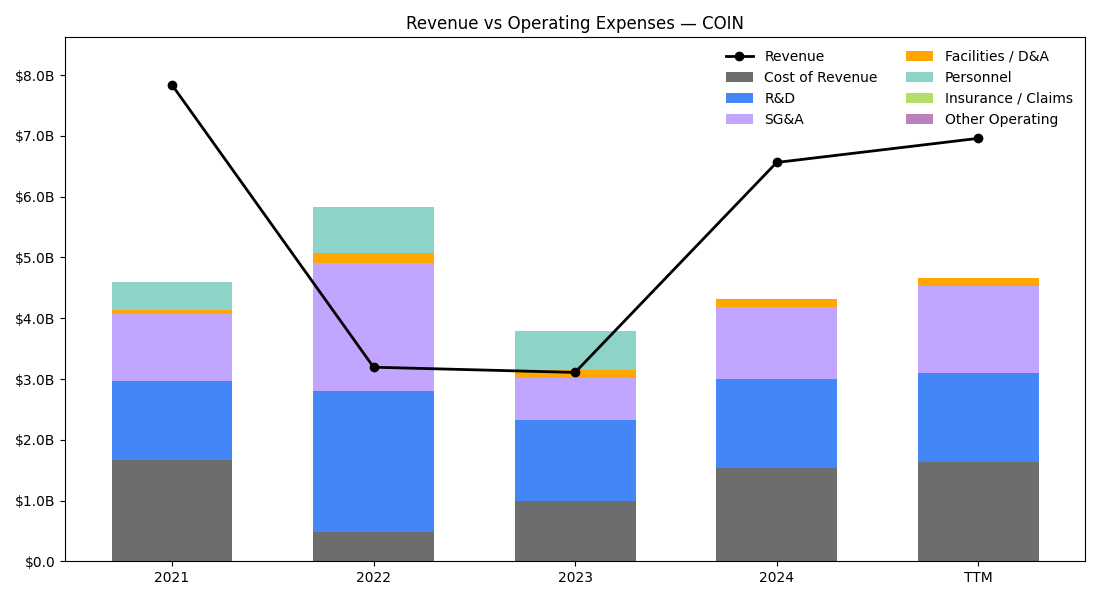 Revenue vs Operating Expenses — COIN
Revenue
Cost of Revenue
R&D
SG&A
Facilities / D&A
Personnel
Insurance / Claims
Other Operating
$8.0B
$7.0B
$6.0B
$5.0B
$4.0B
$3.0B
$2.0B
$1.0B
$0.0
2021 2022 2023 2024 TTM